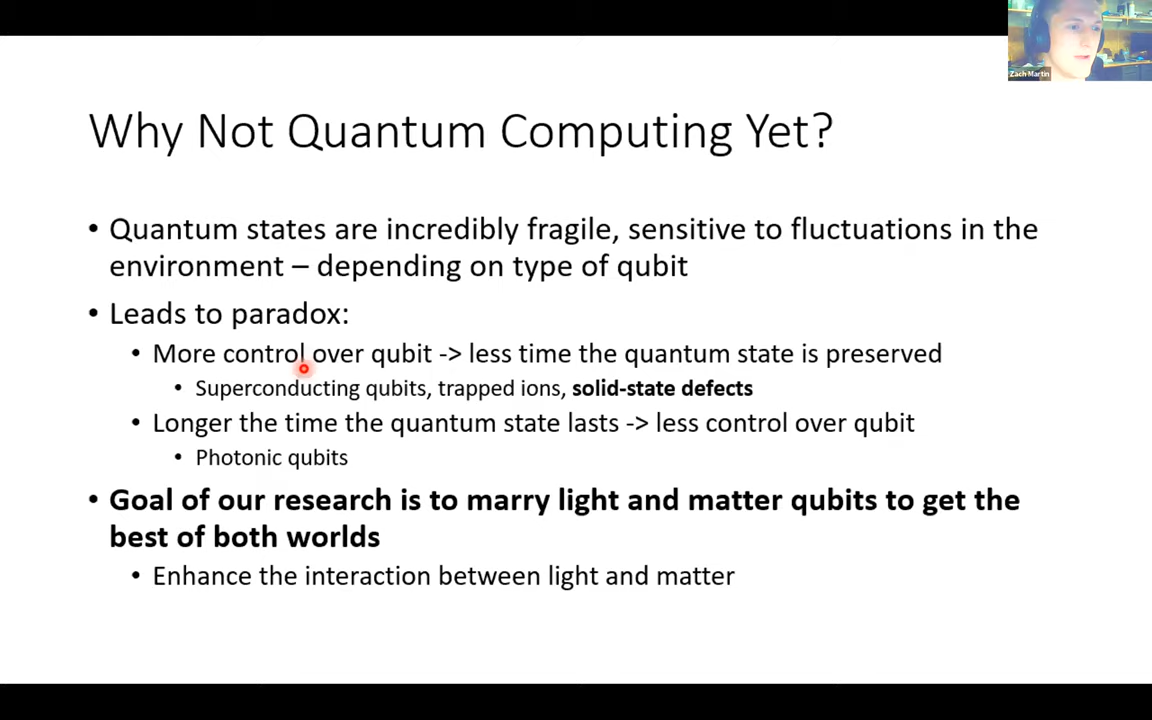 Zach Martin
Why Not Quantum Computing Yet?
• Quantum states are incredibly fragile, sensitive to fluctuations in the
environment – depending on type of qubit
• Leads to paradox:
• More control over qubit -> less time the quantum state is preserved
• Superconducting qubits, trapped ions, solid-state defects
• Longer the time the quantum state lasts -> less control over qubit
• Photonic qubits
• Goal of our research is to marry light and matter qubits to get the
best of both worlds
• Enhance the interaction between light and matter